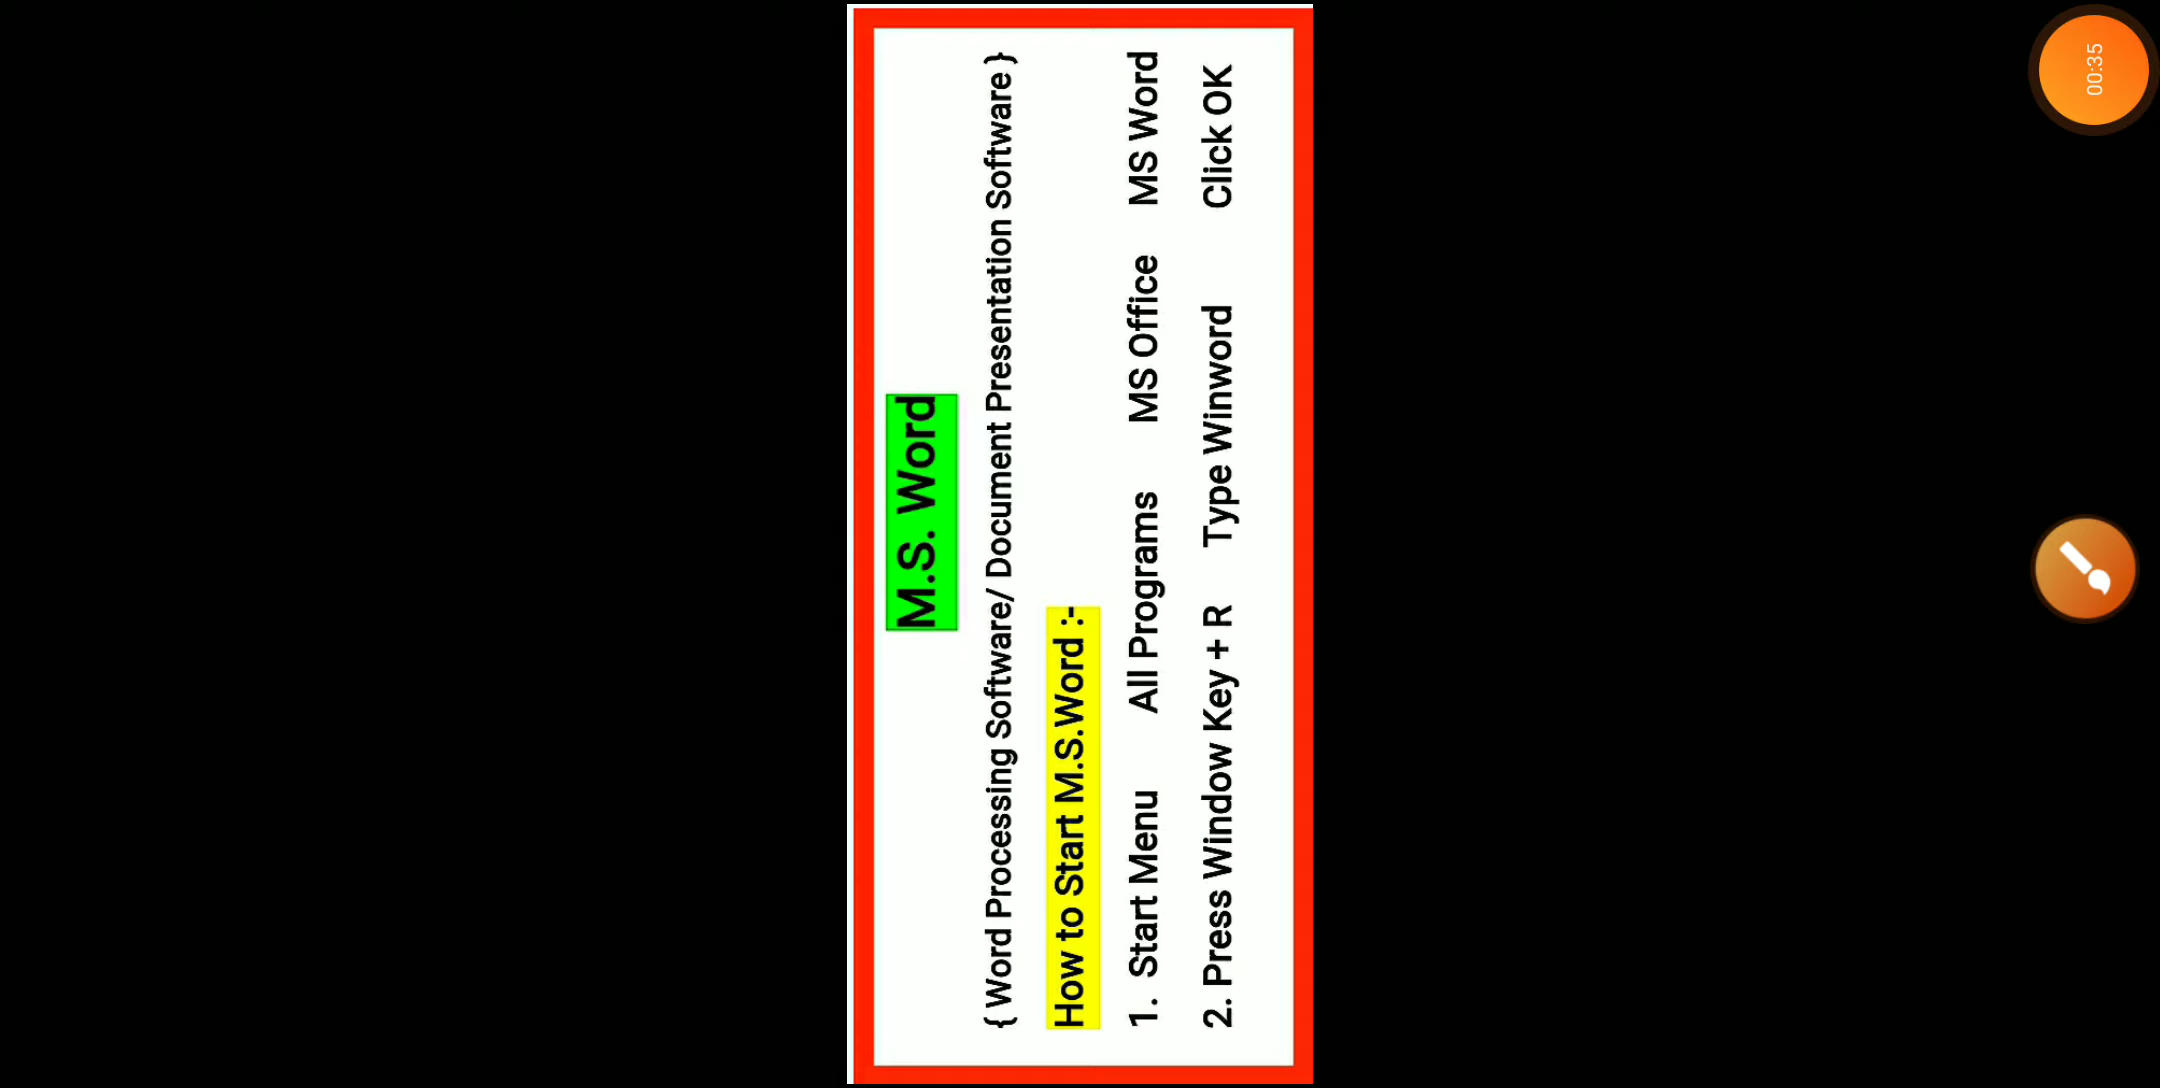 M.S. Word
{ Word Processing Software/ Document Presentation Software }
How to Start M.S.Word :-
1. Start Menu All Programs MS Office MS Word
2. Press Window Key + R Type Winword Click OK
00:35